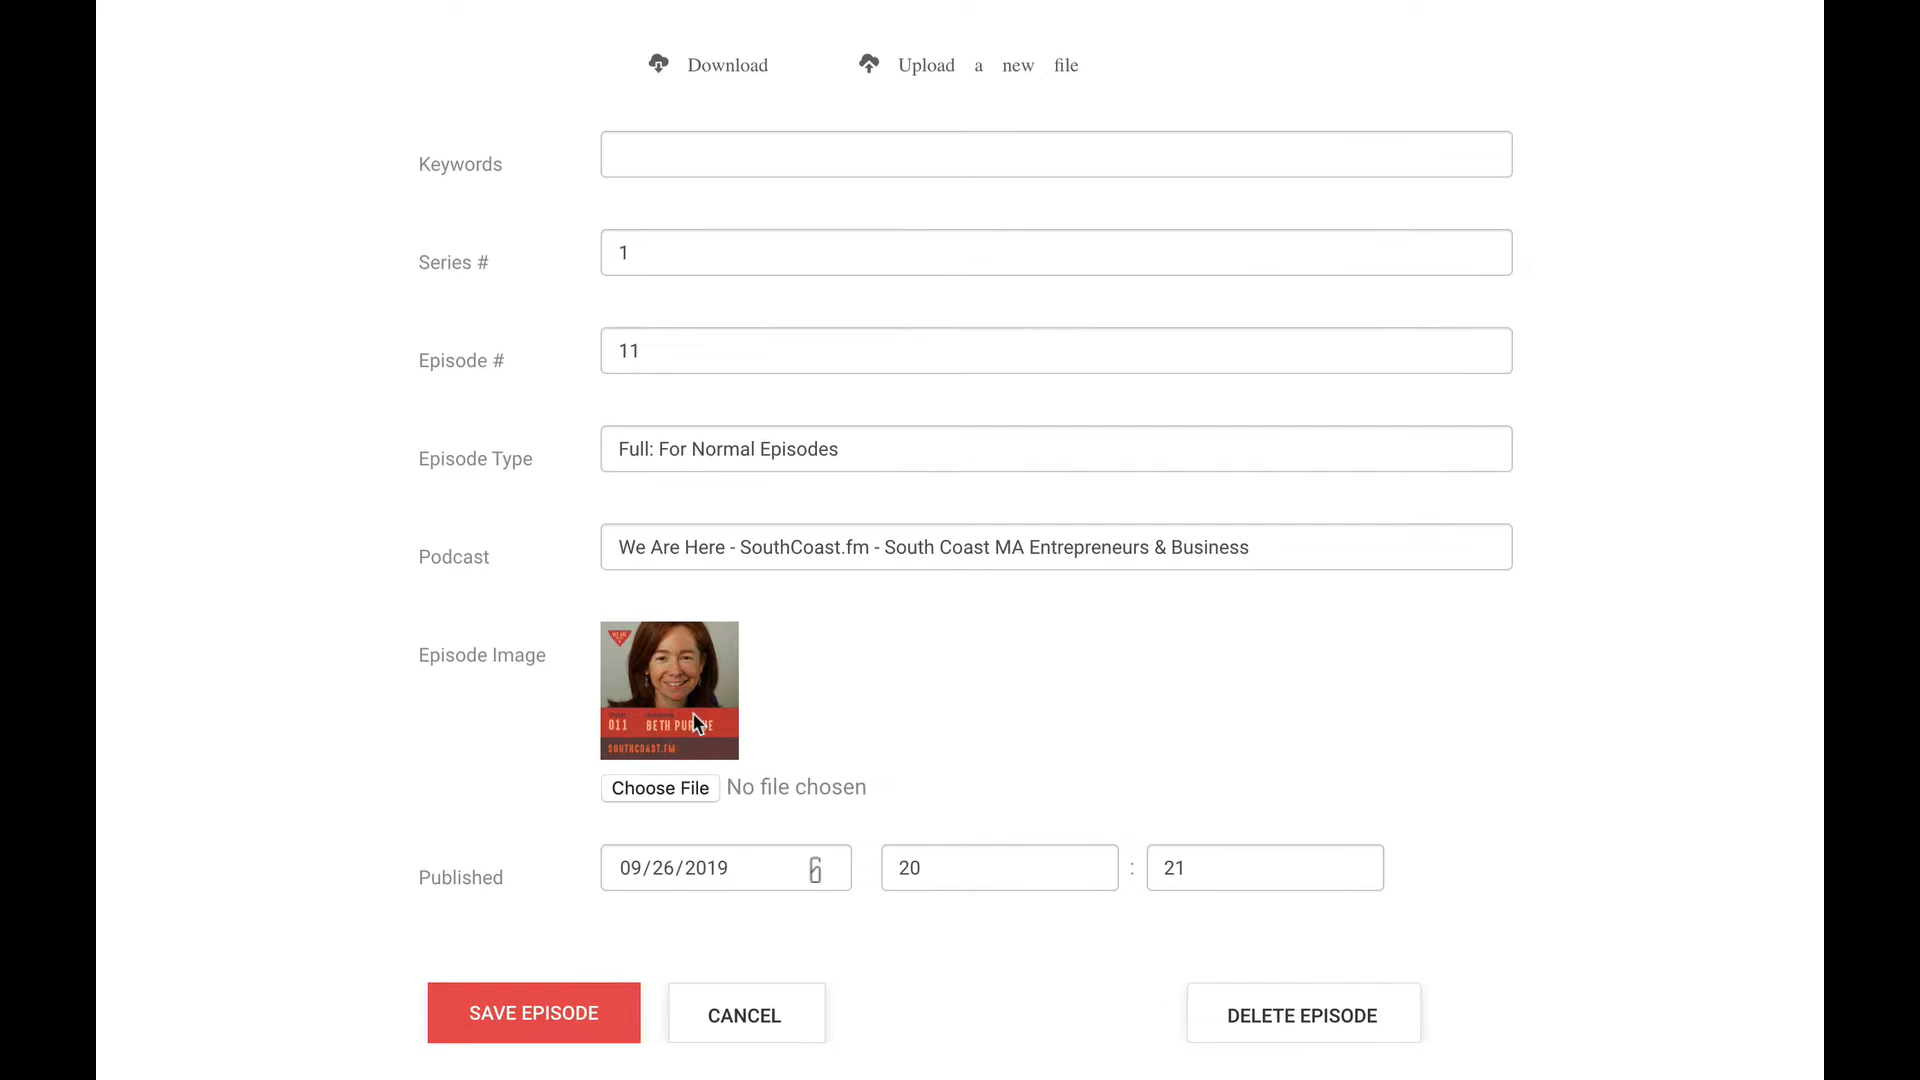 Download Upload a new file
Keywords
Series # 1
Episode # 11
Episode Type Full: For Normal Episodes
Podcast We Are Here - SouthCoast.fm - South Coast MA Entrepreneurs & Business
Episode Image
011 BETH
SOUTHCOAST.FM
Choose File No file chosen
Published 09/26/2019 20 : 21
SAVE EPISODE CANCEL DELETE EPISODE